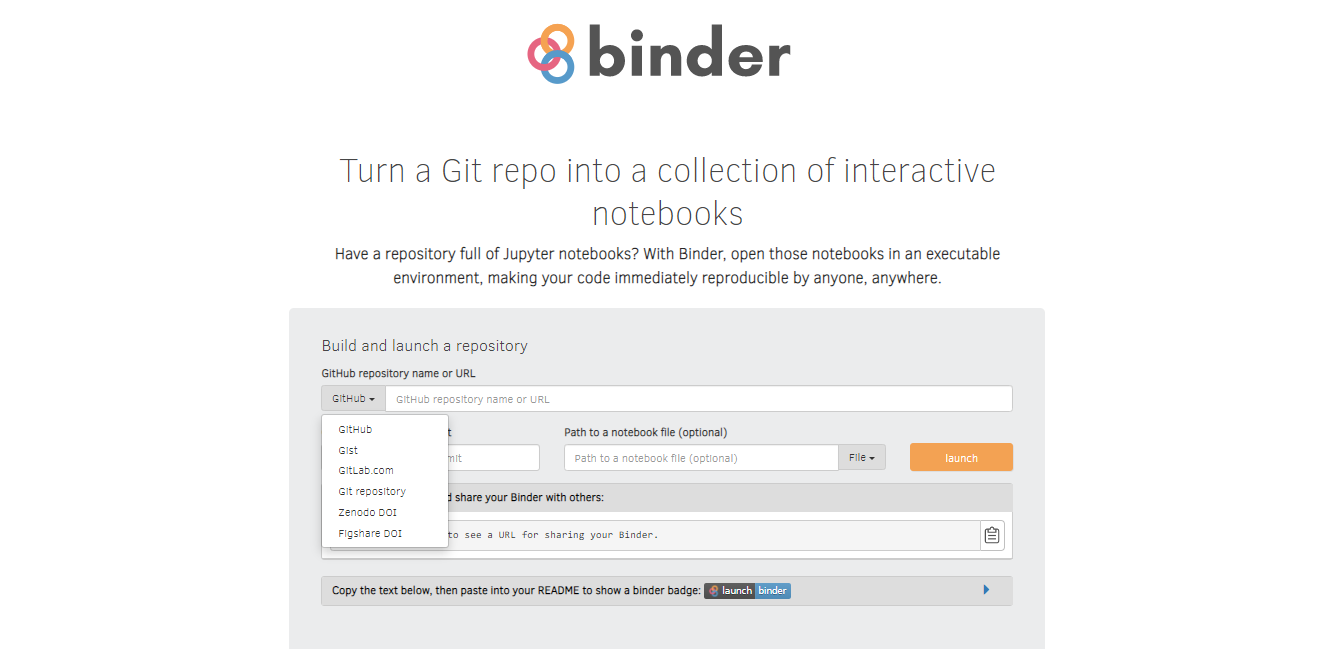 binder
Turn a Git repo into a collection of interactive
notebooks
Have a repository full of Jupyter notebooks? With Binder, open those notebooks in an executable
environment, making your code immediately reproducible by anyone, anywhere.
Build and launch a repository
GitHub repository name or URL
GitHub
GitHub repository name or URL
GitHub
Gist
GitLab.com
Git repository
Zenodo DOI
Figshare DOI
Path to a notebook file (optional)
Path to a notebook file (optional)
File
launch
share your Binder with others:
to see a URL for sharing your Binder.
Copy the text below, then paste into your README to show a binder badge: launch binder